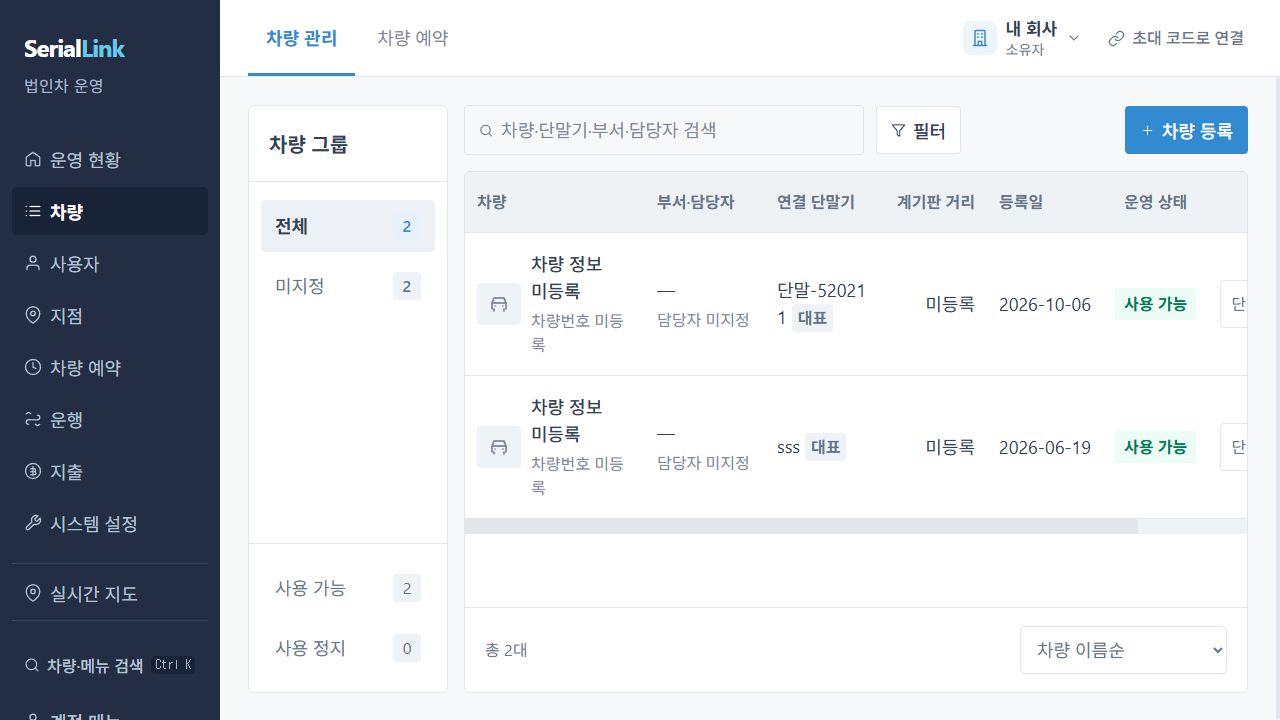 SerialLink
법인차 운영
운영 현황
차량
사용자
지점
차량 예약
운행
지출
시스템 설정
실시간 지도
차량·메뉴 검색 Ctrl K
계정 메뉴
차량 관리
차량 예약
내 회사
소유자
초대 코드로 연결
차량 그룹
전체 2
미지정 2
사용 가능 2
사용 정지 0
차량·단말기·부서·담당자 검색
필터
+ 차량 등록
차량 부서·담당자 연결 단말기 계기판 거리 등록일 운영 상태
차량 정보
미등록
차량번호 미등
록
—
담당자 미지정
단말-52021
1 대표
미등록
2026-10-06
사용 가능
단
차량 정보
미등록
차량번호 미등
록
—
담당자 미지정
sss 대표
미등록
2026-06-19
사용 가능
단
총 2대
차량 이름순